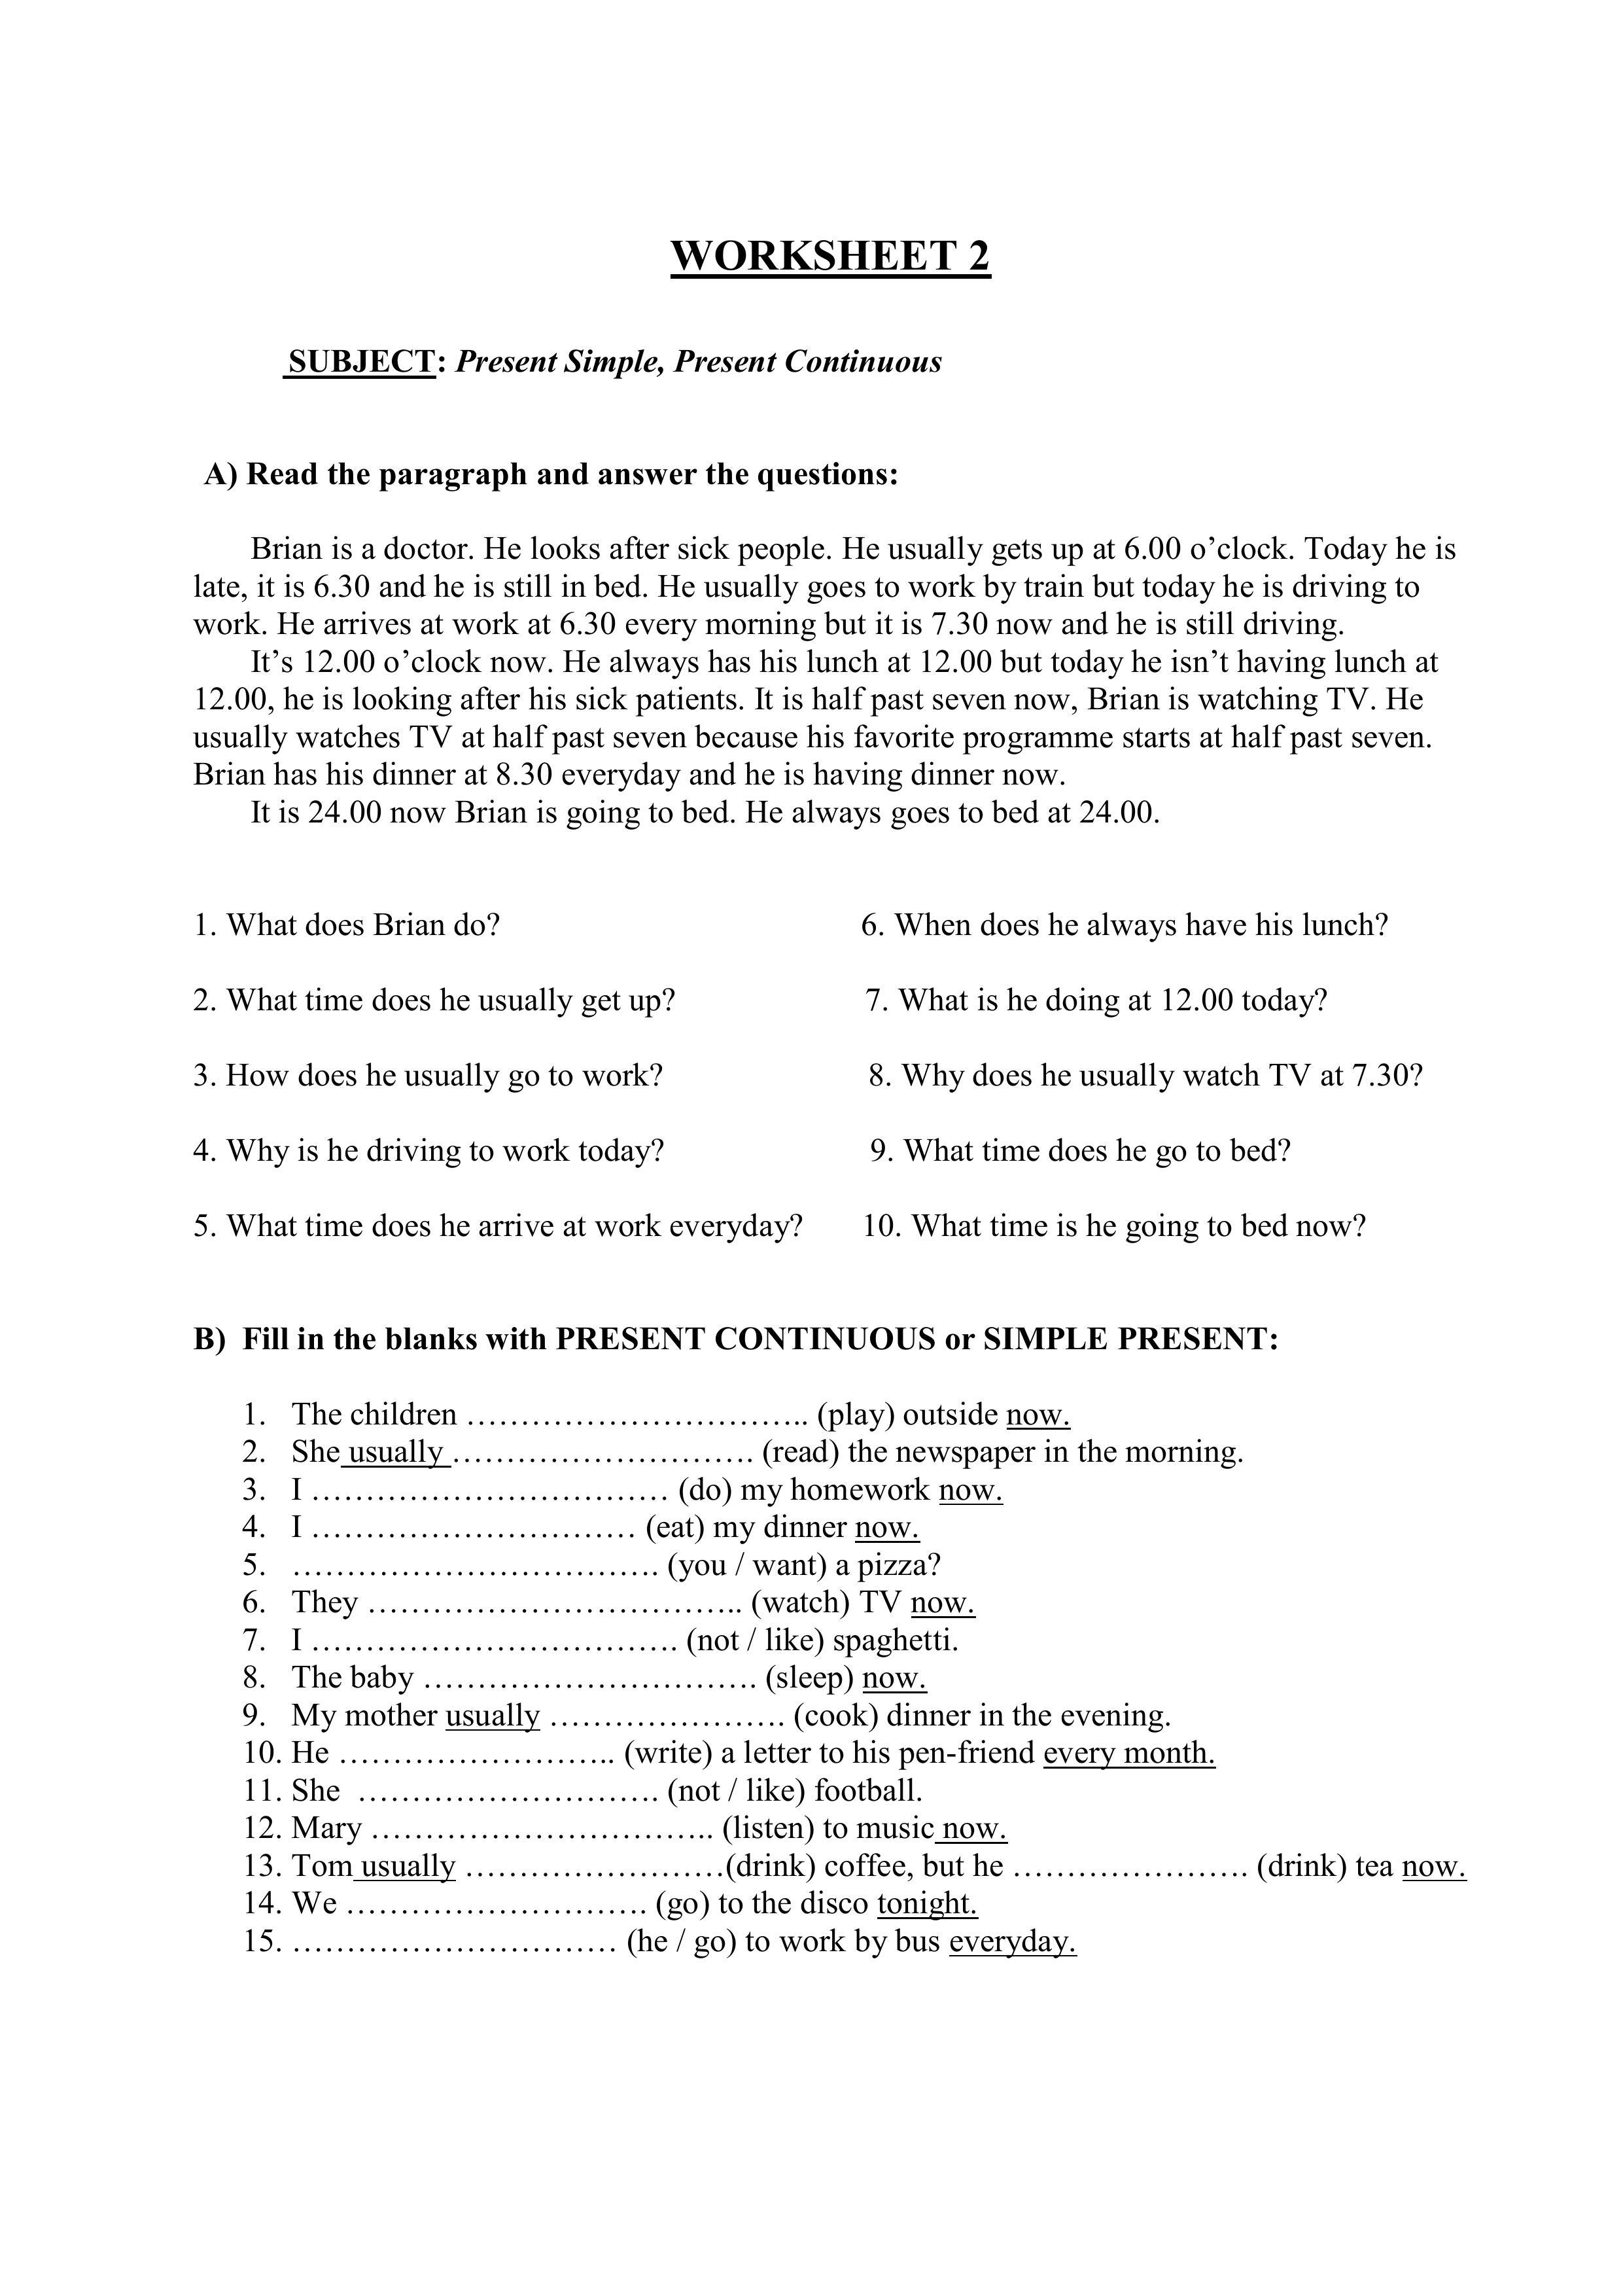 WORKSHEET 2
SUBJECT: Present Simple, Present Continuous
A) Read the paragraph and answer the questions:
Brian is a doctor. He looks after sick people. He usually gets up at 6.00 o’clock. Today he is
late, it is 6.30 and he is still in bed. He usually goes to work by train but today he is driving to
work. He arrives at work at 6.30 every morning but it is 7.30 now and he is still driving.
It’s 12.00 o’clock now. He always has his lunch at 12.00 but today he isn’t having lunch at
12.00, he is looking after his sick patients. It is half past seven now, Brian is watching TV. He
usually watches TV at half past seven because his favorite programme starts at half past seven.
Brian has his dinner at 8.30 everyday and he is having dinner now.
It is 24.00 now Brian is going to bed. He always goes to bed at 24.00.
1. What does Brian do? 6. When does he always have his lunch?
2. What time does he usually get up? 7. What is he doing at 12.00 today?
3. How does he usually go to work? 8. Why does he usually watch TV at 7.30?
4. Why is he driving to work today? 9. What time does he go to bed?
5. What time does he arrive at work everyday? 10. What time is he going to bed now?
B) Fill in the blanks with PRESENT CONTINUOUS or SIMPLE PRESENT:
1. The children ………………………….. (play) outside now.
2. She usually ………………………. (read) the newspaper in the morning.
3. I …………………………… (do) my homework now.
4. I ………………………… (eat) my dinner now.
5. ……………………………. (you / want) a pizza?
6. They …………………………….. (watch) TV now.
7. I ……………………………. (not / like) spaghetti.
8. The baby …………………………. (sleep) now.
9. My mother usually …………………. (cook) dinner in the evening.
10. He …………………….. (write) a letter to his pen-friend every month.
11. She ………………………. (not / like) football.
12. Mary ………………………….. (listen) to music now.
13. Tom usually ……………………(drink) coffee, but he …………………. (drink) tea now.
14. We ………………………. (go) to the disco tonight.
15. ………………………… (he / go) to work by bus everyday.